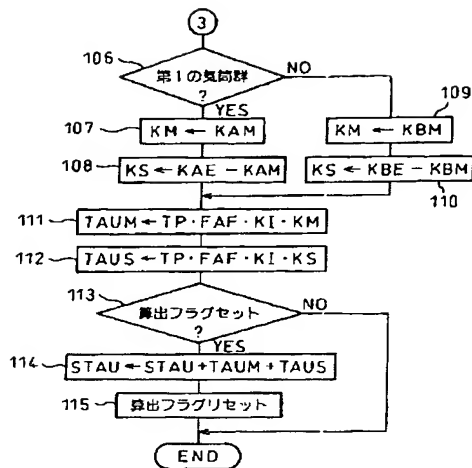 3
106
第1の気筒群
?
NO
YES
107
KM ← KAM
109
KM ← KBM
108
KS ← KAE − KAM
KS ← KBE − KBM
110
111
TAUM ← TP・FAF・KI・KM
112
TAUS ← TP・FAF・KI・KS
113
算出フラグセット
?
NO
YES
114
STAU ← STAU + TAUM + TAUS
115
算出フラグリセット
END